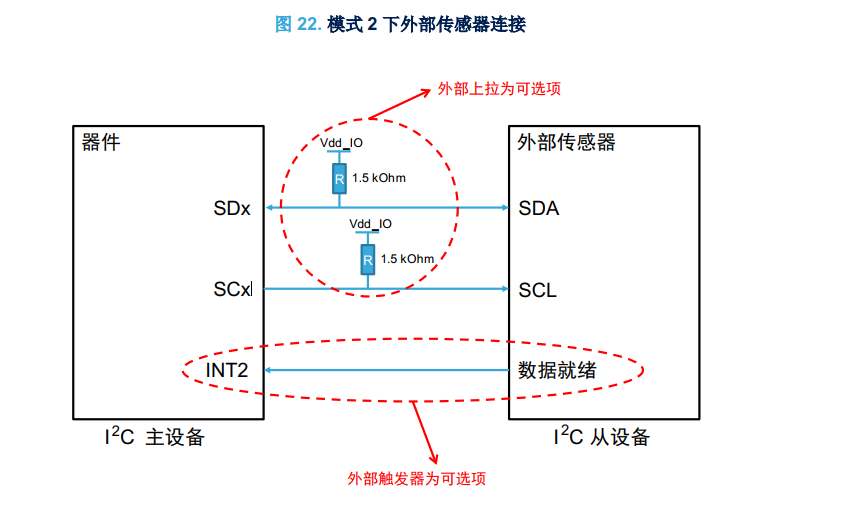 图 22. 模式 2 下外部传感器连接
外部上拉为可选项
器件
外部传感器
Vdd_IO
R 1.5 kOhm
SDx
SDA
Vdd_IO
R 1.5 kOhm
SCx
SCL
INT2
数据就绪
I²C 主设备
I²C 从设备
外部触发器为可选项